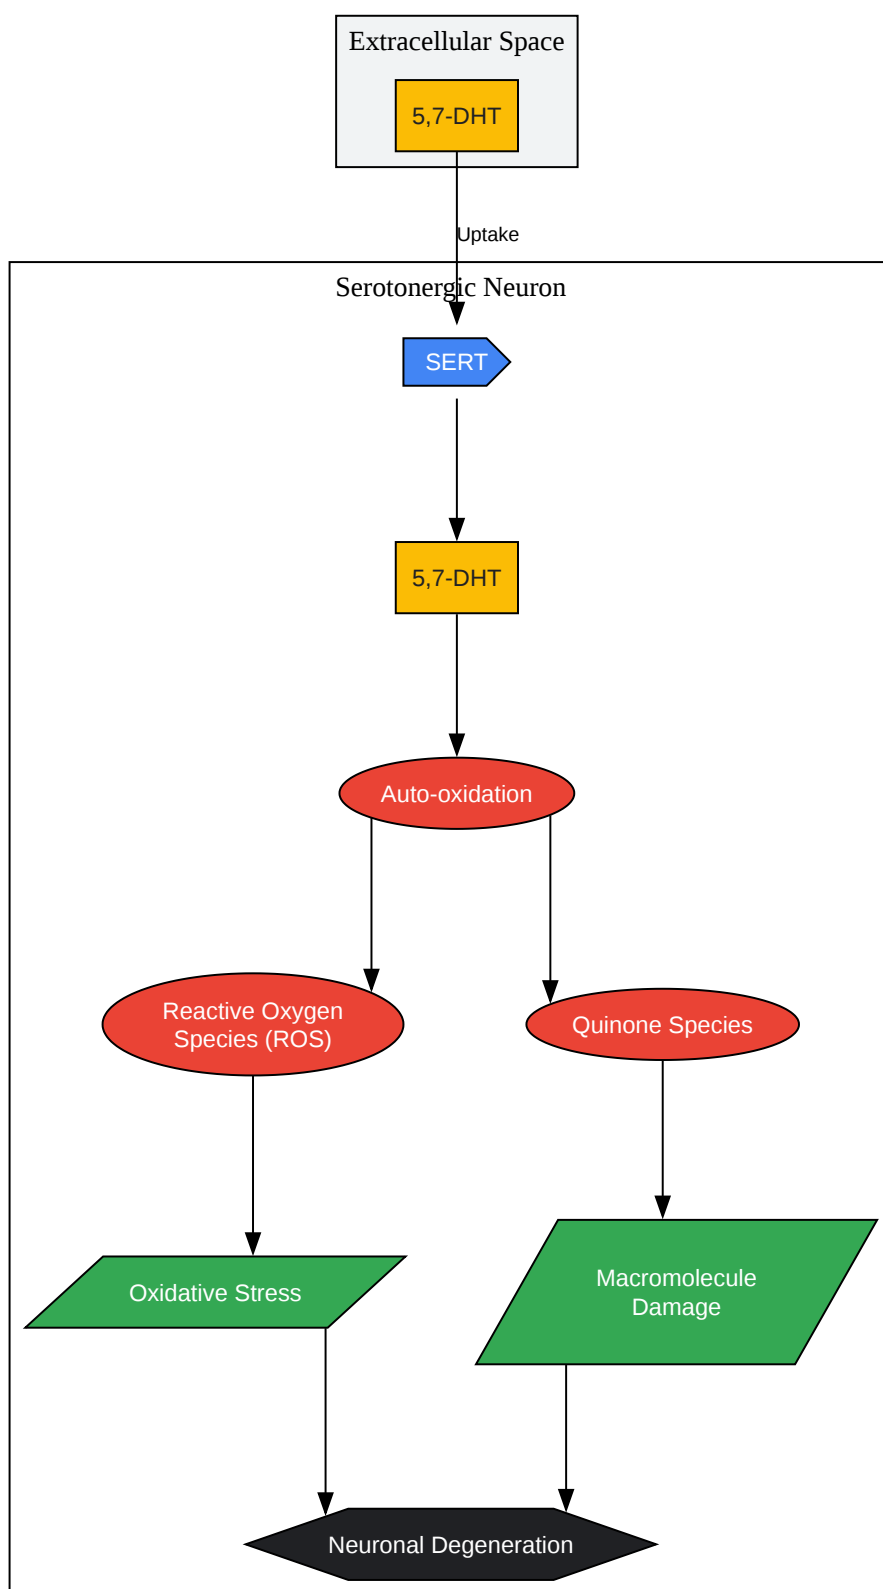 Extracellular Space
5,7-DHT
Uptake
Serotonergic Neuron
SERT
5,7-DHT
Auto-oxidation
Reactive Oxygen
Species (ROS)
Quinone Species
Oxidative Stress
Macromolecule
Damage
Neuronal Degeneration